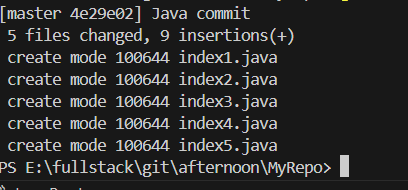 [master 4e29e02] Java commit
 5 files changed, 9 insertions(+)
 create mode 100644 index1.java
 create mode 100644 index2.java
 create mode 100644 index3.java
 create mode 100644 index4.java
 create mode 100644 index5.java
PS E:\fullstack\git\afternoon\MyRepo>